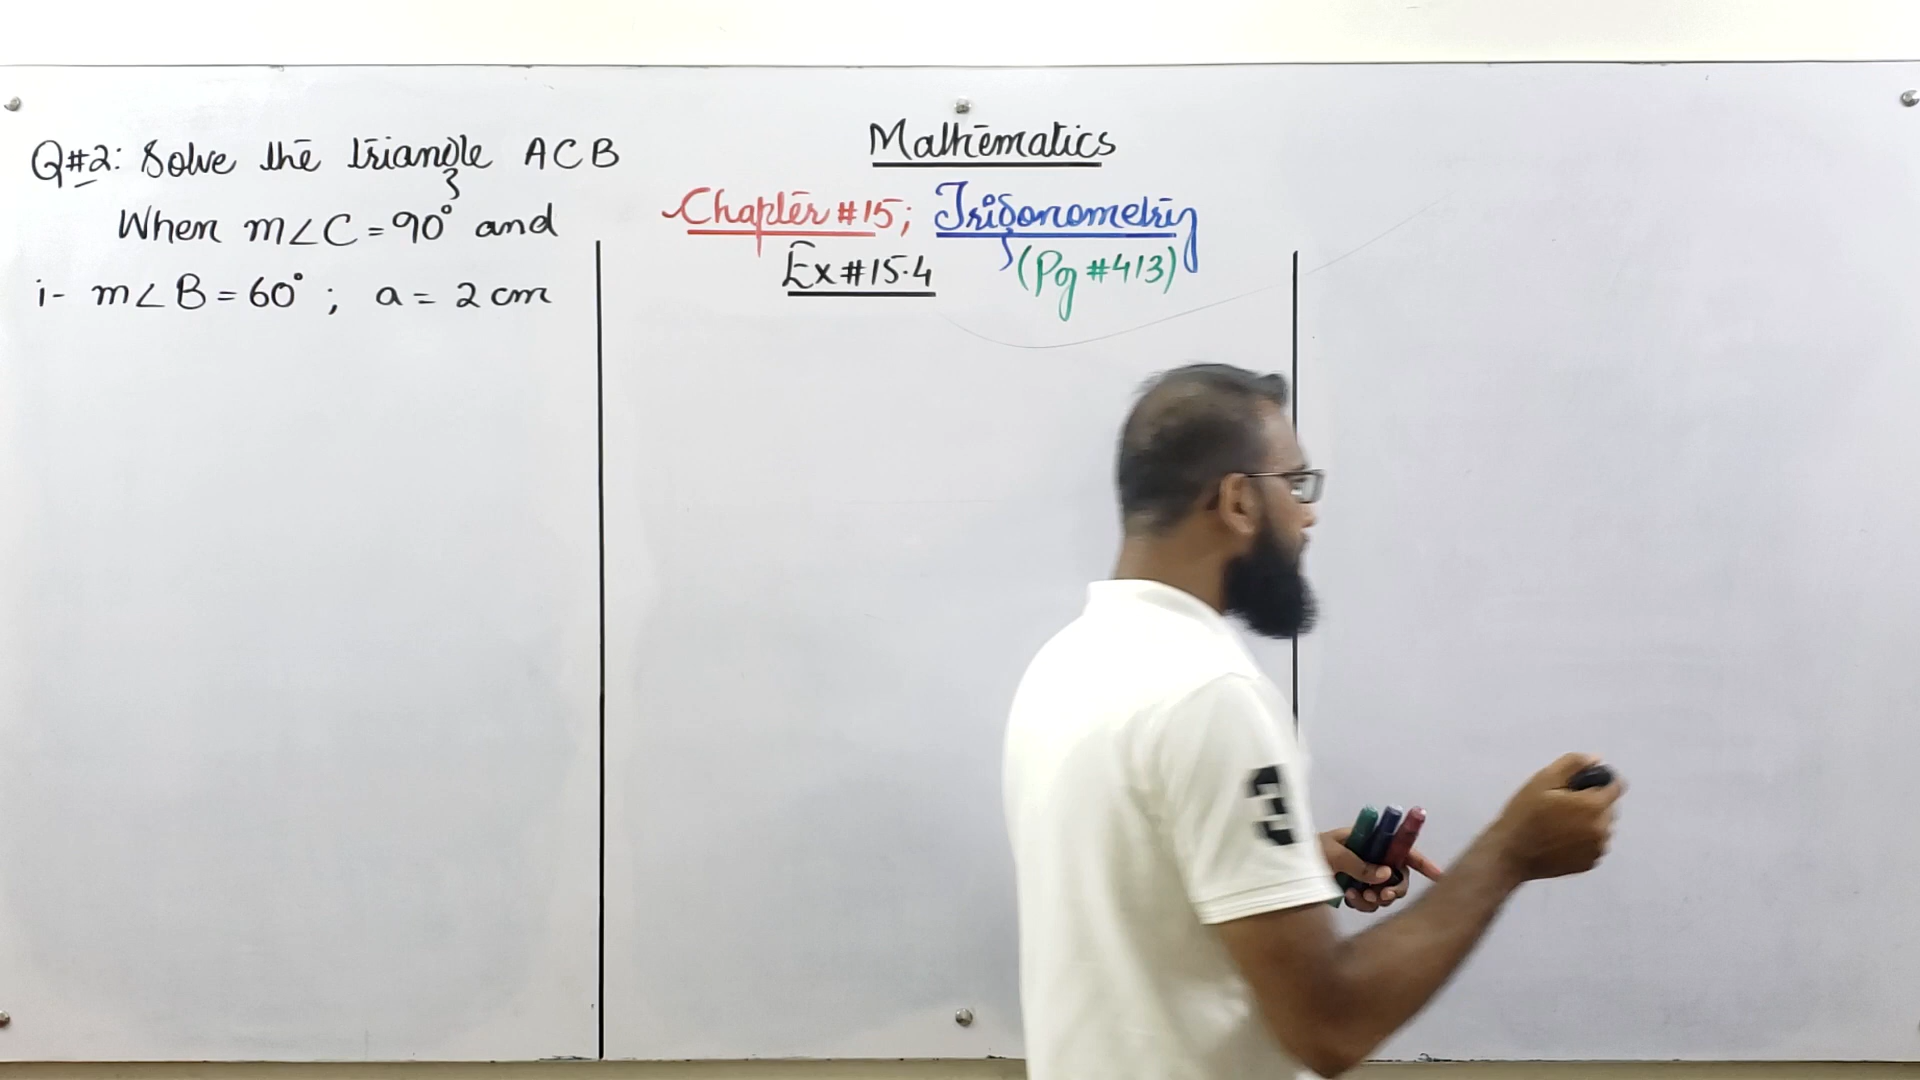 Q#2: Solve the triangle ACB
When m∠C = 90° and
i- m∠B = 60° ; a = 2 cm
Mathematics
Chapter #15; Trigonometry
Ex#15.4 (Pg #413)
3